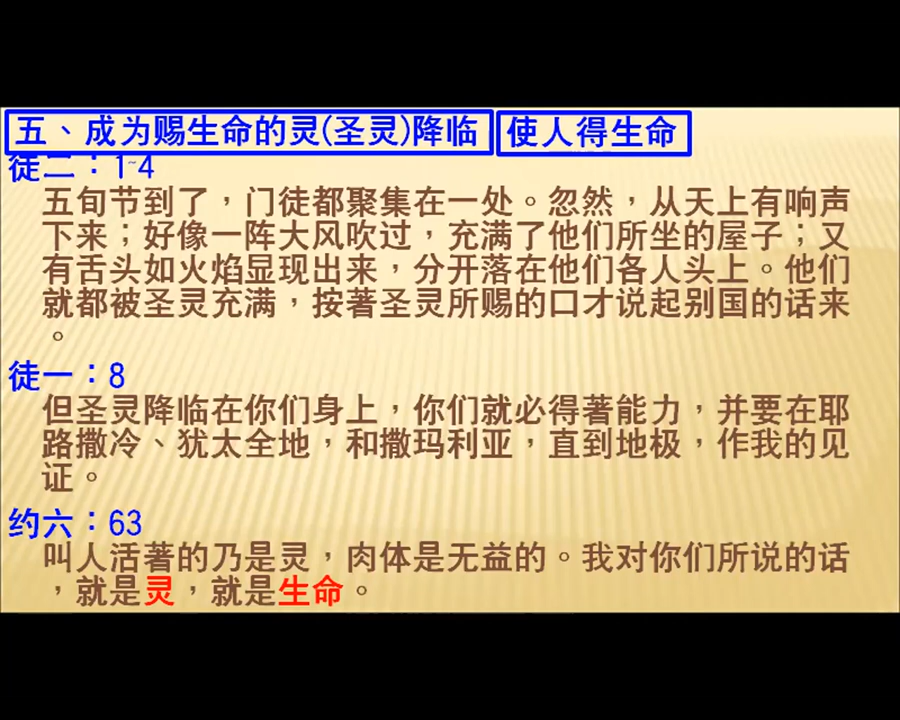 五、成为赐生命的灵(圣灵)降临 使人得生命
徒二：1~4
五旬节到了，门徒都聚集在一处。忽然，从天上有响声
下来；好像一阵大风吹过，充满了他们所坐的屋子；又
有舌头如火焰显现出来，分开落在他们各人头上。他们
就都被圣灵充满，按著圣灵所赐的口才说起别国的话来
。
徒一：8
但圣灵降临在你们身上，你们就必得著能力，并要在耶
路撒冷、犹太全地，和撒玛利亚，直到地极，作我的见
证。
约六：63
叫人活著的乃是灵，肉体是无益的。我对你们所说的话
，就是灵，就是生命。